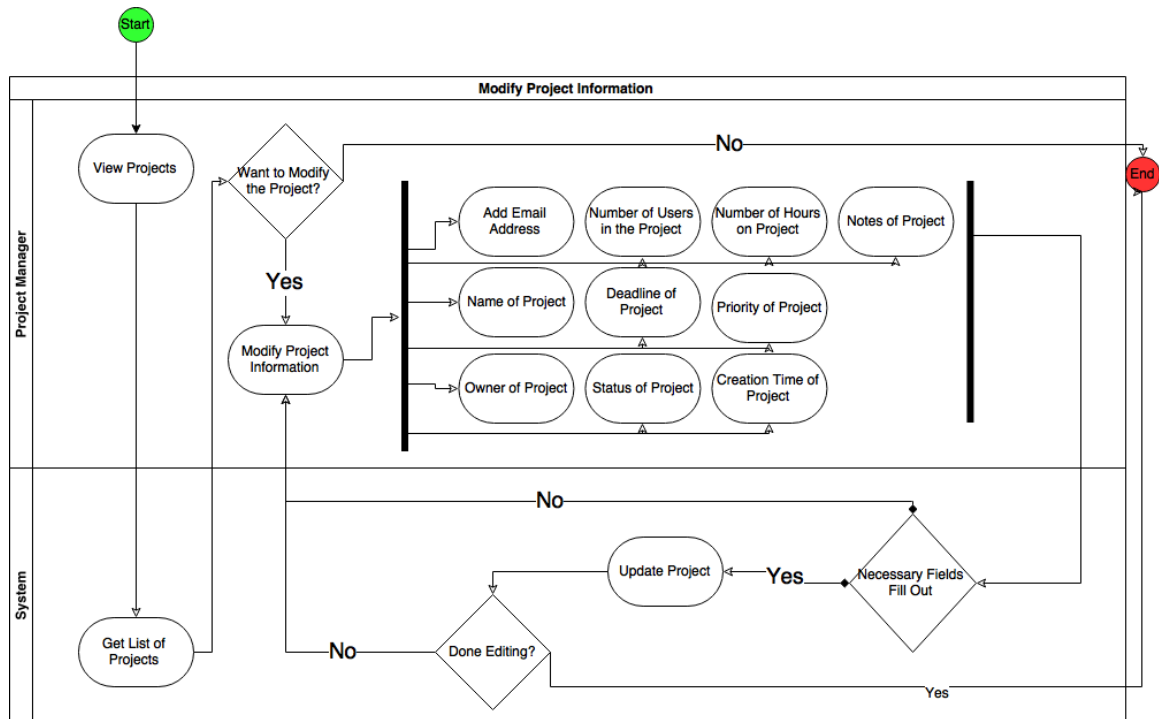 Start
Modify Project Information
Project Manager
View Projects
Want to Modify
the Project?
No
End
Add Email
Address
Number of Users
in the Project
Number of Hours
on Project
Notes of Project
Yes
Name of Project
Deadline of
Project
Priority of Project
Modify Project
Information
Owner of Project
Status of Project
Creation Time of
Project
System
No
Update Project
Yes
Necessary Fields
Fill Out
Get List of
Projects
No
Done Editing?
Yes